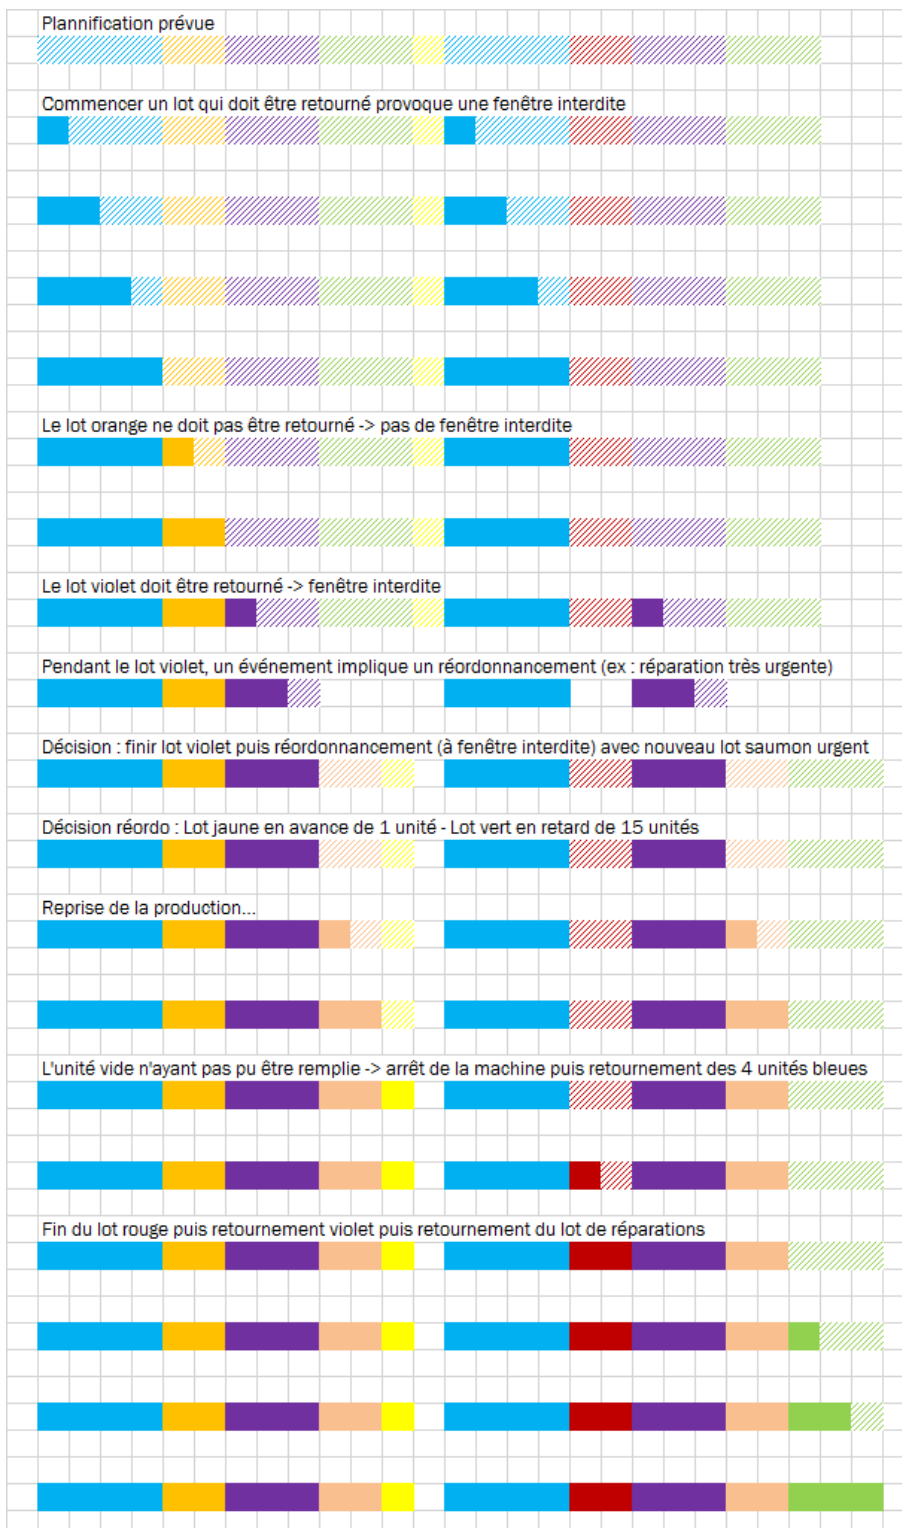 Plannification prévue
Commencer un lot qui doit être retourné provoque une fenêtre interdite
Le lot orange ne doit pas être retourné -> pas de fenêtre interdite
Le lot violet doit être retourné -> fenêtre interdite
Pendant le lot violet, un événement implique un réordonnancement (ex : réparation très urgente)
Décision : finir lot violet puis réordonnancement (à fenêtre interdite) avec nouveau lot saumon urgent
Décision réordo : Lot jaune en avance de 1 unité - Lot vert en retard de 15 unités
Reprise de la production...
L'unité vide n'ayant pas pu être remplie -> arrêt de la machine puis retournement des 4 unités bleues
Fin du lot rouge puis retournement violet puis retournement du lot de réparations